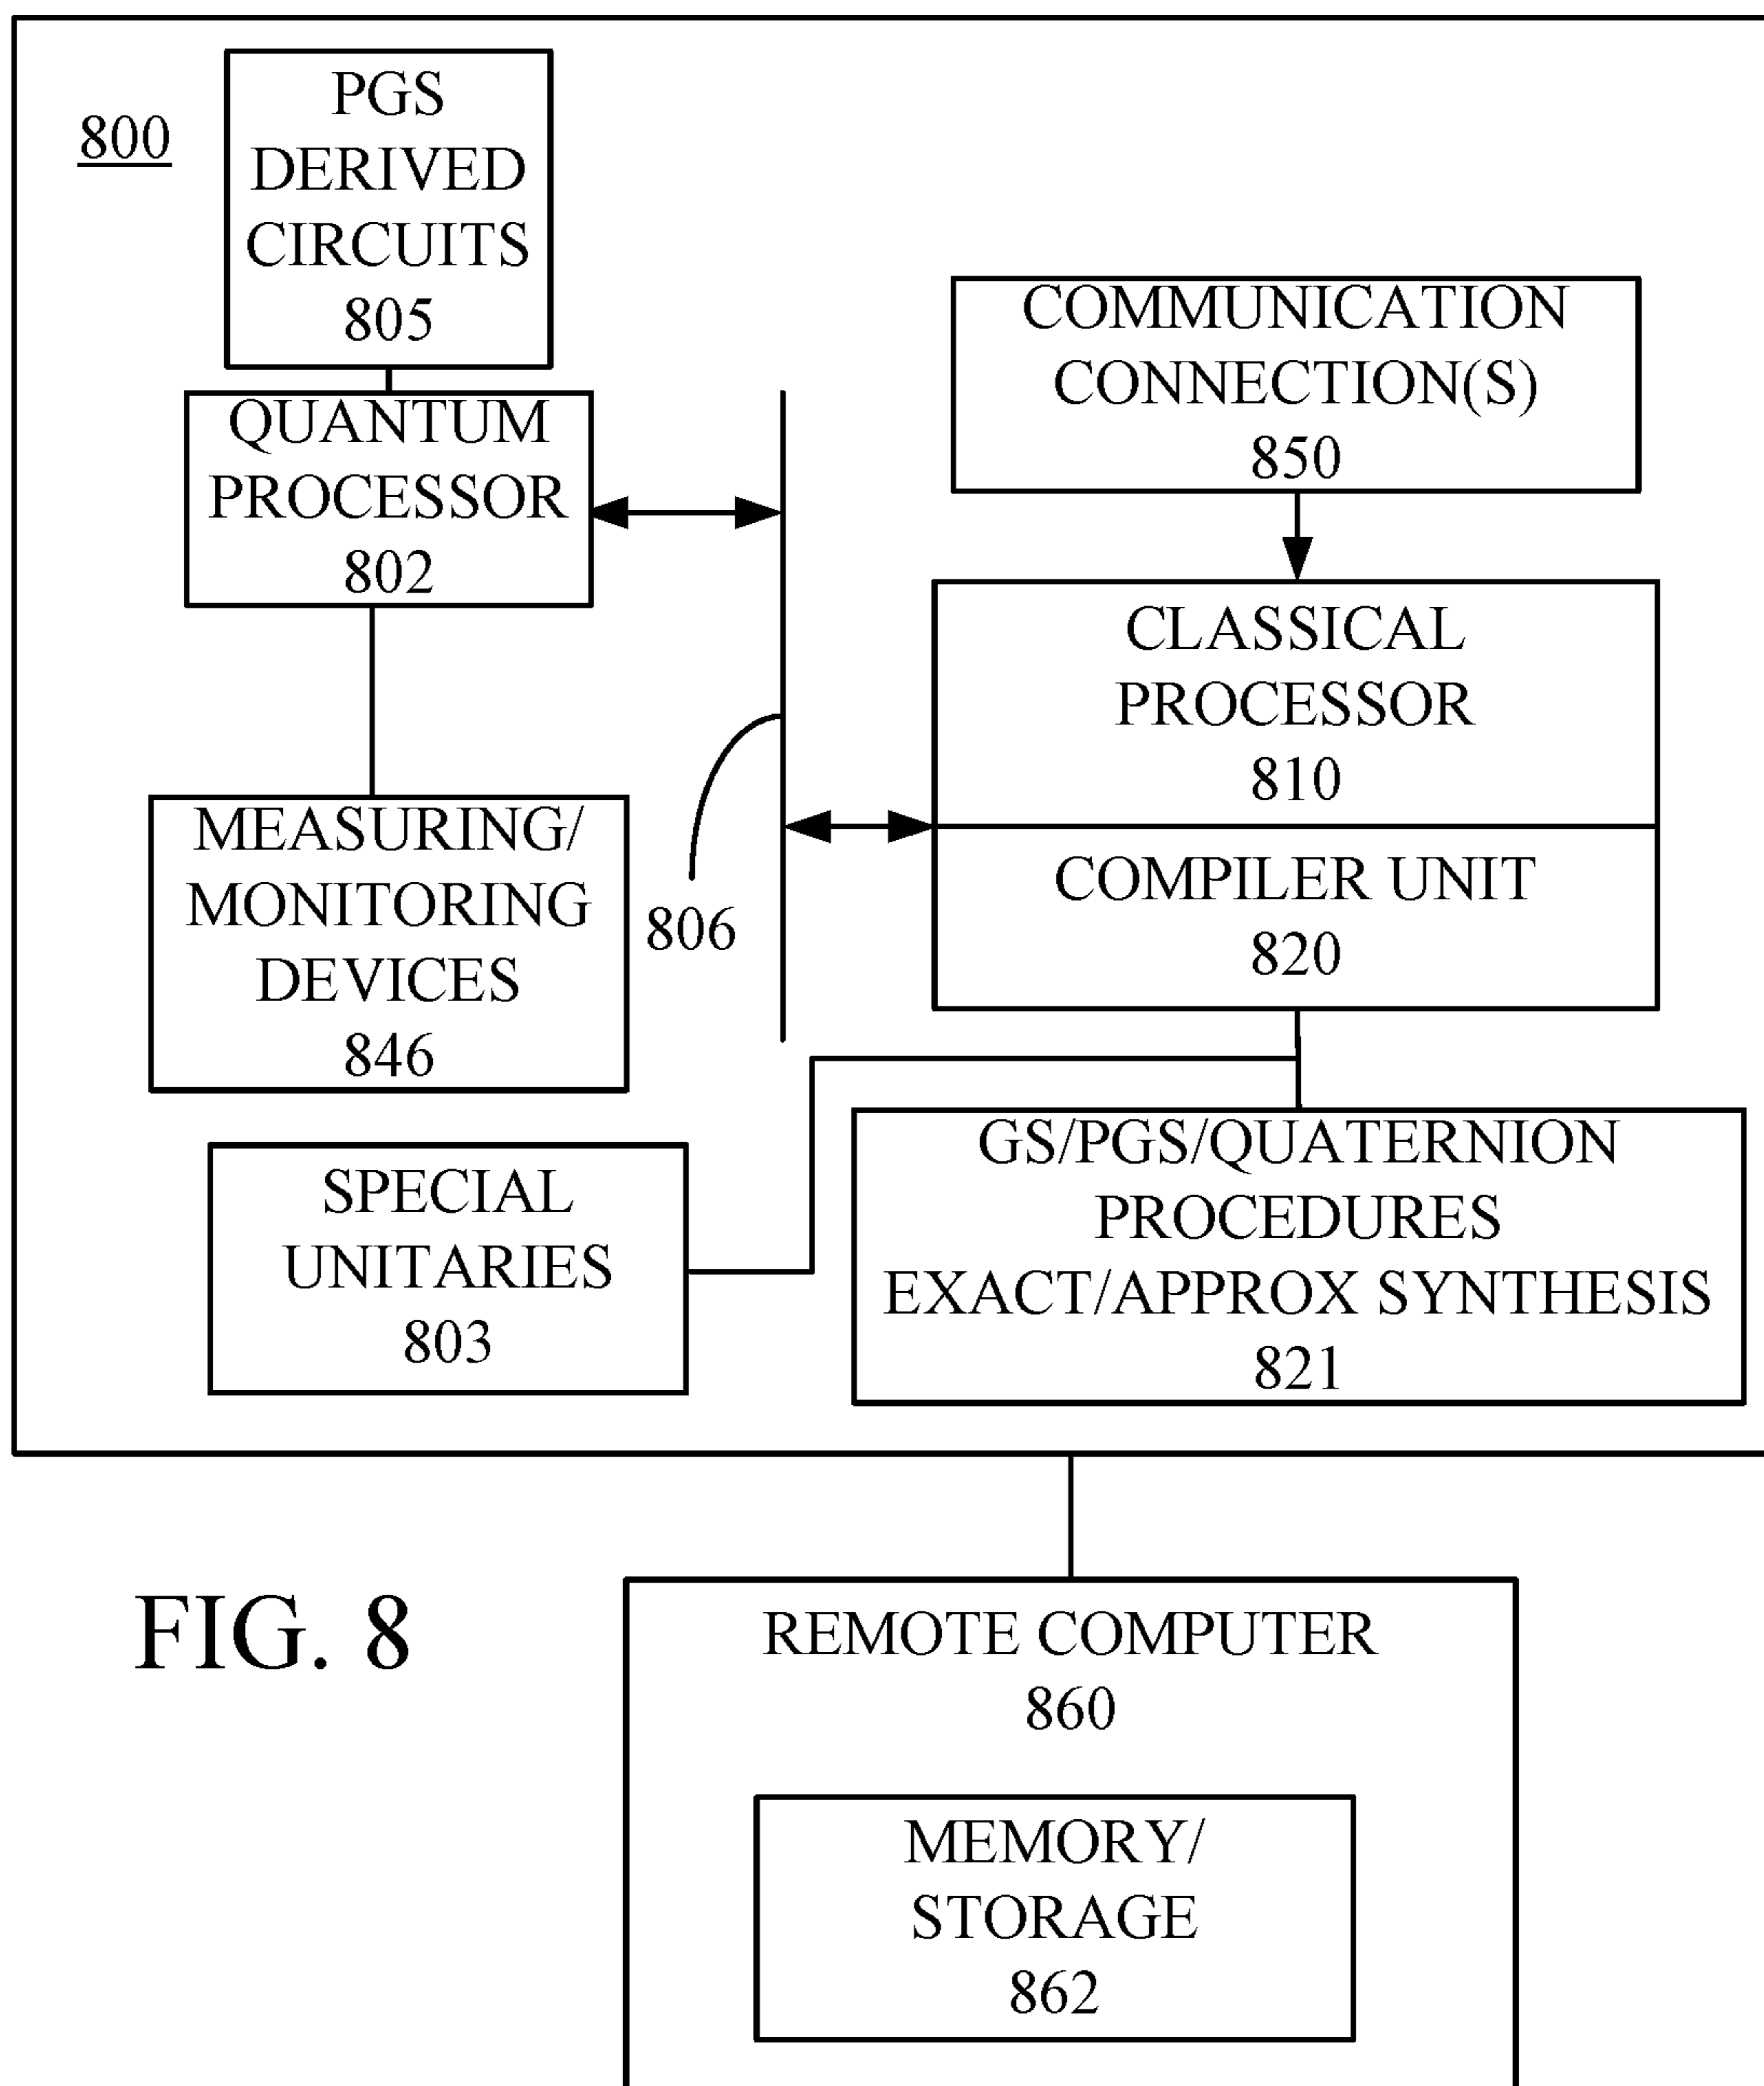 800
PGS
DERIVED
CIRCUITS
805
QUANTUM
PROCESSOR
802
MEASURING/
MONITORING
DEVICES
846
806
COMMUNICATION
CONNECTION(S)
850
CLASSICAL
PROCESSOR
810
COMPILER UNIT
820
SPECIAL
UNITARIES
803
GS/PGS/QUATERNION
PROCEDURES
EXACT/APPROX SYNTHESIS
821
FIG. 8
REMOTE COMPUTER
860
MEMORY/
STORAGE
862